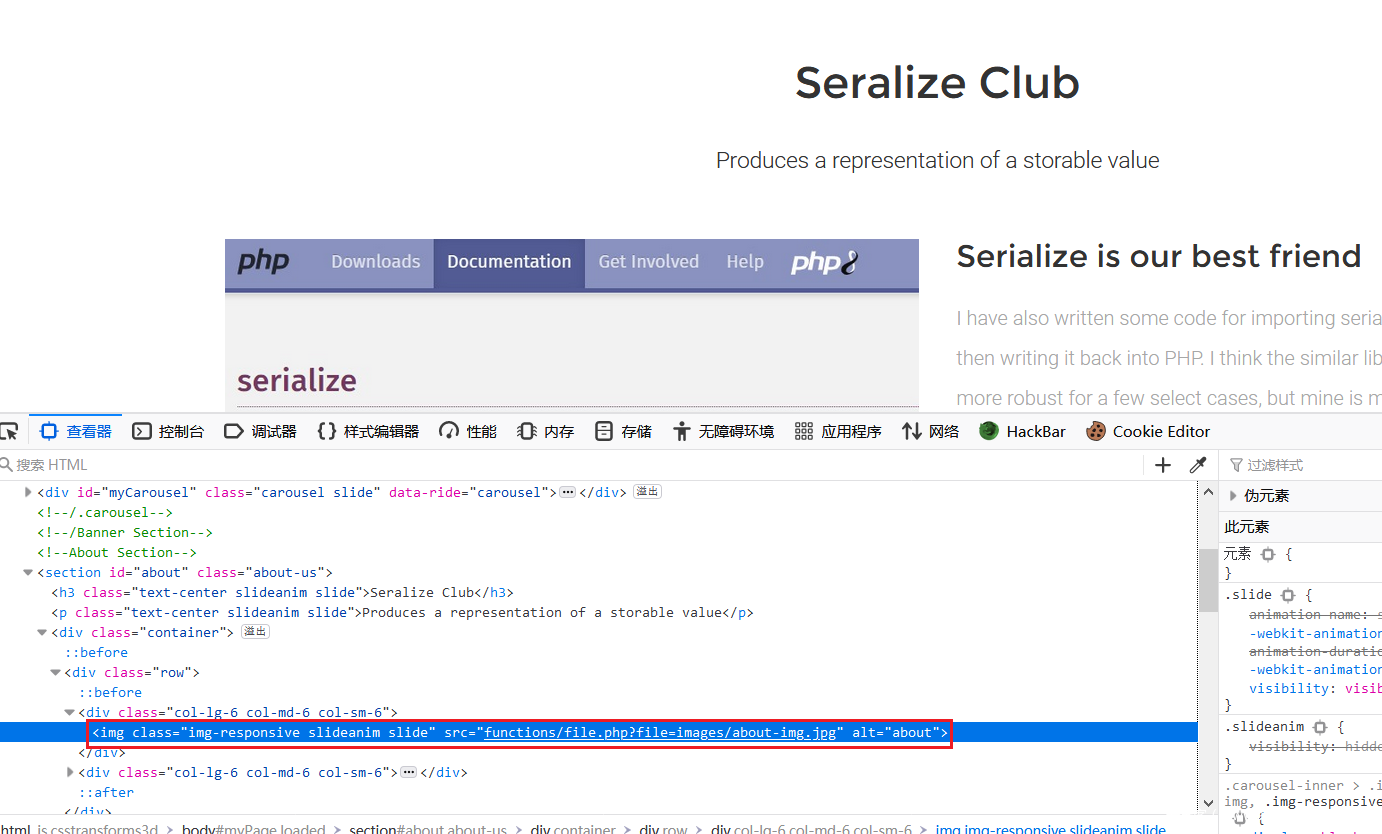 Seralize Club
Produces a representation of a storable value
php Downloads Documentation Get Involved Help php8
serialize
Serialize is our best friend
I have also written some code for importing seria
then writing it back into PHP. I think the similar lib
more robust for a few select cases, but mine is m
查看器 控制台 调试器 {} 样式编辑器 性能 内存 存储 无障碍环境 应用程序 网络 HackBar Cookie Editor
搜索 HTML
<div id="myCarousel" class="carousel slide" data-ride="carousel">…</div> 溢出
<!--/.carousel-->
<!--/Banner Section-->
<!--About Section-->
<section id="about" class="about-us">
<h3 class="text-center slideanim slide">Seralize Club</h3>
<p class="text-center slideanim slide">Produces a representation of a storable value</p>
<div class="container"> 溢出
::before
<div class="row">
::before
<div class="col-lg-6 col-md-6 col-sm-6">
<img class="img-responsive slideanim slide" src="functions/file.php?file=images/about-img.jpg" alt="about">
</div>
<div class="col-lg-6 col-md-6 col-sm-6">…</div>
::after
</div>
html.js.csstransforms3d > body#myPage.loaded > section#about.about-us > div.container > div.row > div.col-lg-6.col-md-6.col-sm-6 > img.img-responsive.slideanim.slide
过滤样式
伪元素
此元素
元素 {
}
.slide {
animation-name: s
-webkit-animation
animation-duratio
-webkit-animation
visibility: visib
}
.slideanim {
visibility: hidde
}
.carousel-inner > .i
img, .img-responsive
{